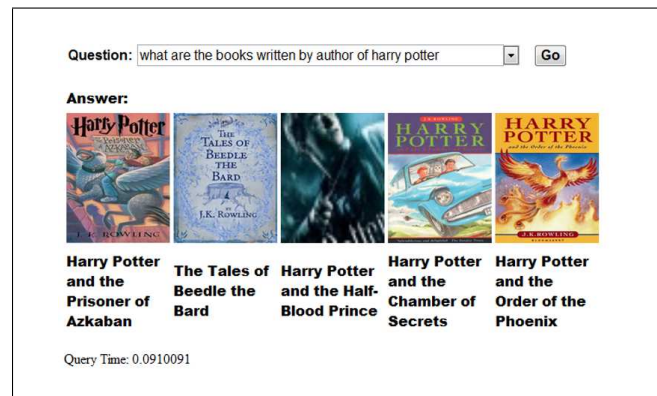 Question: what are the books written by author of harry potter Go
Answer:
Harry Potter
THE
TALES OF
BEEDLE
THE
BARD
BY
J.K. ROWLING
J.K. ROWLING
HARRY
POTTER
HARRY
POTTER
and the Order of the Phoenix
J.K.ROWLING
BLOOMSBURY
J. K. ROWLING
Harry Potter
and the
Prisoner of
Azkaban
The Tales of
Beedle the
Bard
Harry Potter
and the Half-
Blood Prince
Harry Potter
and the
Chamber of
Secrets
Harry Potter
and the
Order of the
Phoenix
Query Time: 0.0910091